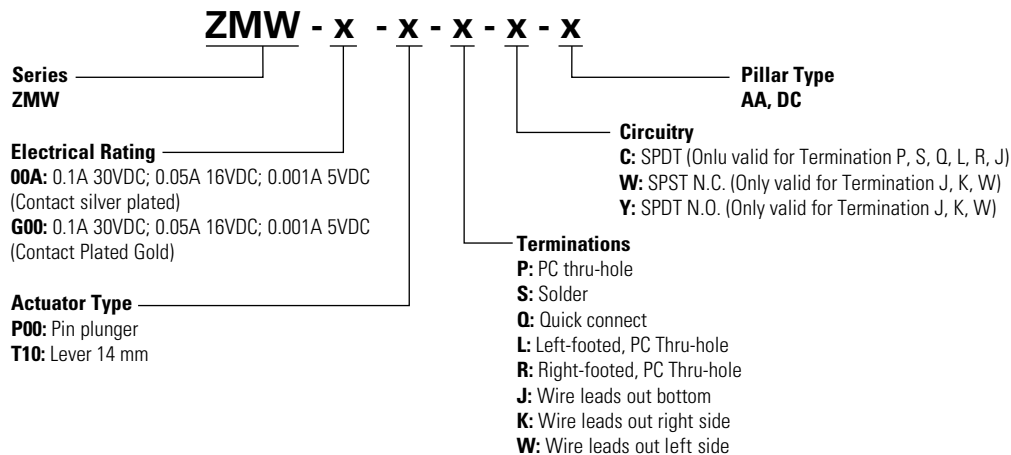 ZMW - x - x - x - x - x
Series
ZMW
Electrical Rating
00A: 0.1A 30VDC; 0.05A 16VDC; 0.001A 5VDC
(Contact silver plated)
G00: 0.1A 30VDC; 0.05A 16VDC; 0.001A 5VDC
(Contact Plated Gold)
Actuator Type
P00: Pin plunger
T10: Lever 14 mm
Pillar Type
AA, DC
Circuitry
C: SPDT (Onlu valid for Termination P, S, Q, L, R, J)
W: SPST N.C. (Only valid for Termination J, K, W)
Y: SPDT N.O. (Only valid for Termination J, K, W)
Terminations
P: PC thru-hole
S: Solder
Q: Quick connect
L: Left-footed, PC Thru-hole
R: Right-footed, PC Thru-hole
J: Wire leads out bottom
K: Wire leads out right side
W: Wire leads out left side